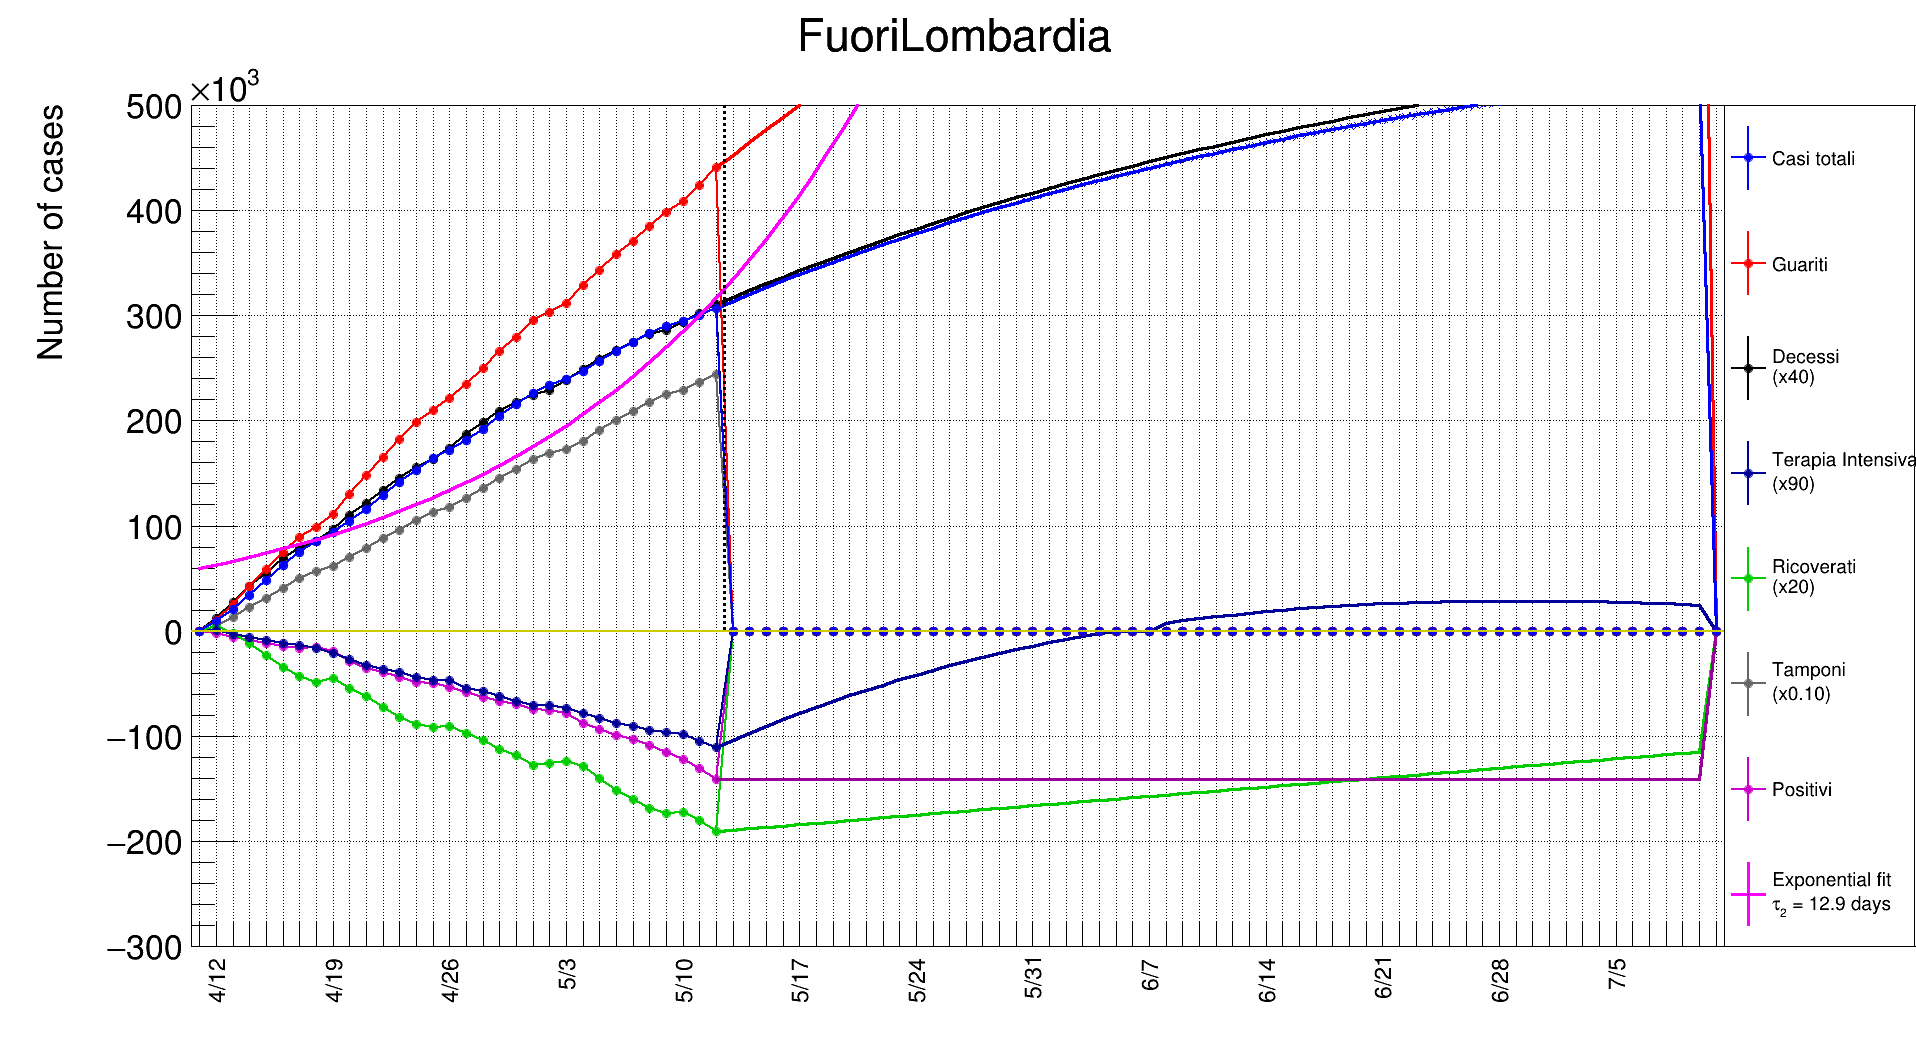 FuoriLombardia
×10³
Number of cases
500
400
300
200
100
0
−100
−200
−300
4/12
4/19
4/26
5/3
5/10
5/17
5/24
5/31
6/7
6/14
6/21
6/28
7/5
Casi totali
Guariti
Decessi
(x40)
Terapia Intensiva
(x90)
Ricoverati
(x20)
Tamponi
(x0.10)
Positivi
Exponential fit
τ₂ = 12.9 days